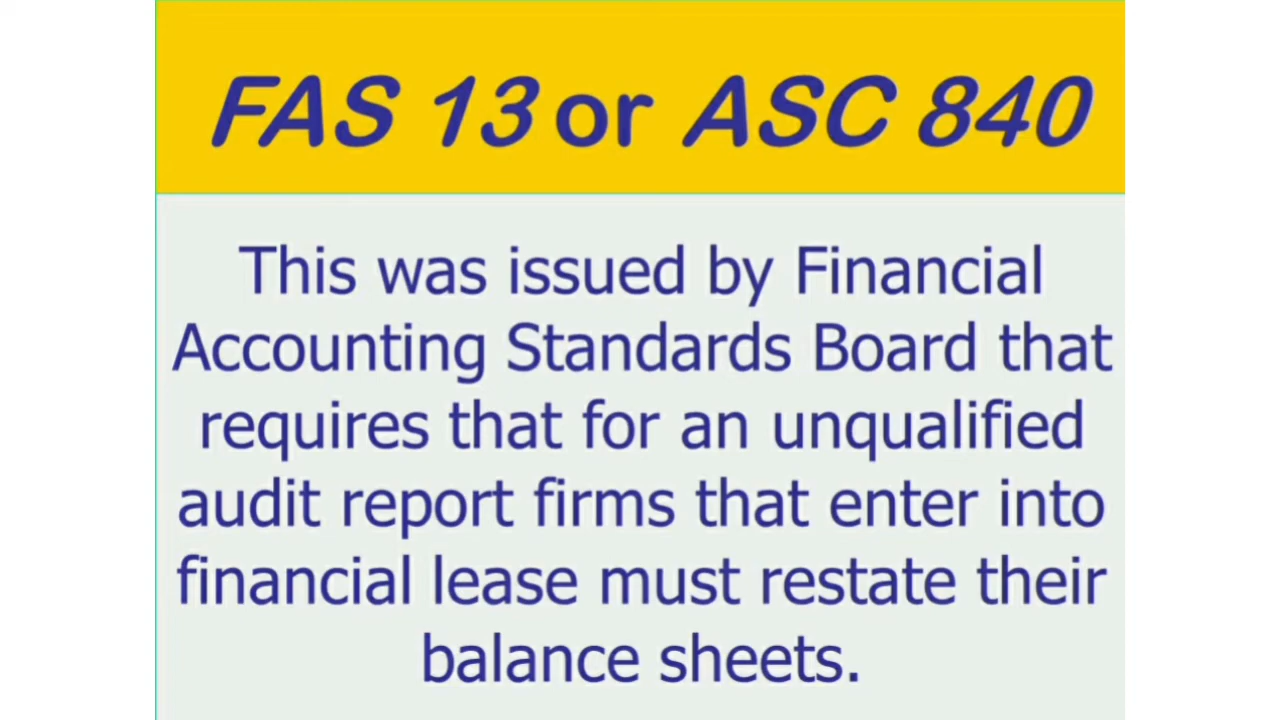 FAS 13 or ASC 840
This was issued by Financial
Accounting Standards Board that
requires that for an unqualified
audit report firms that enter into
financial lease must restate their
balance sheets.